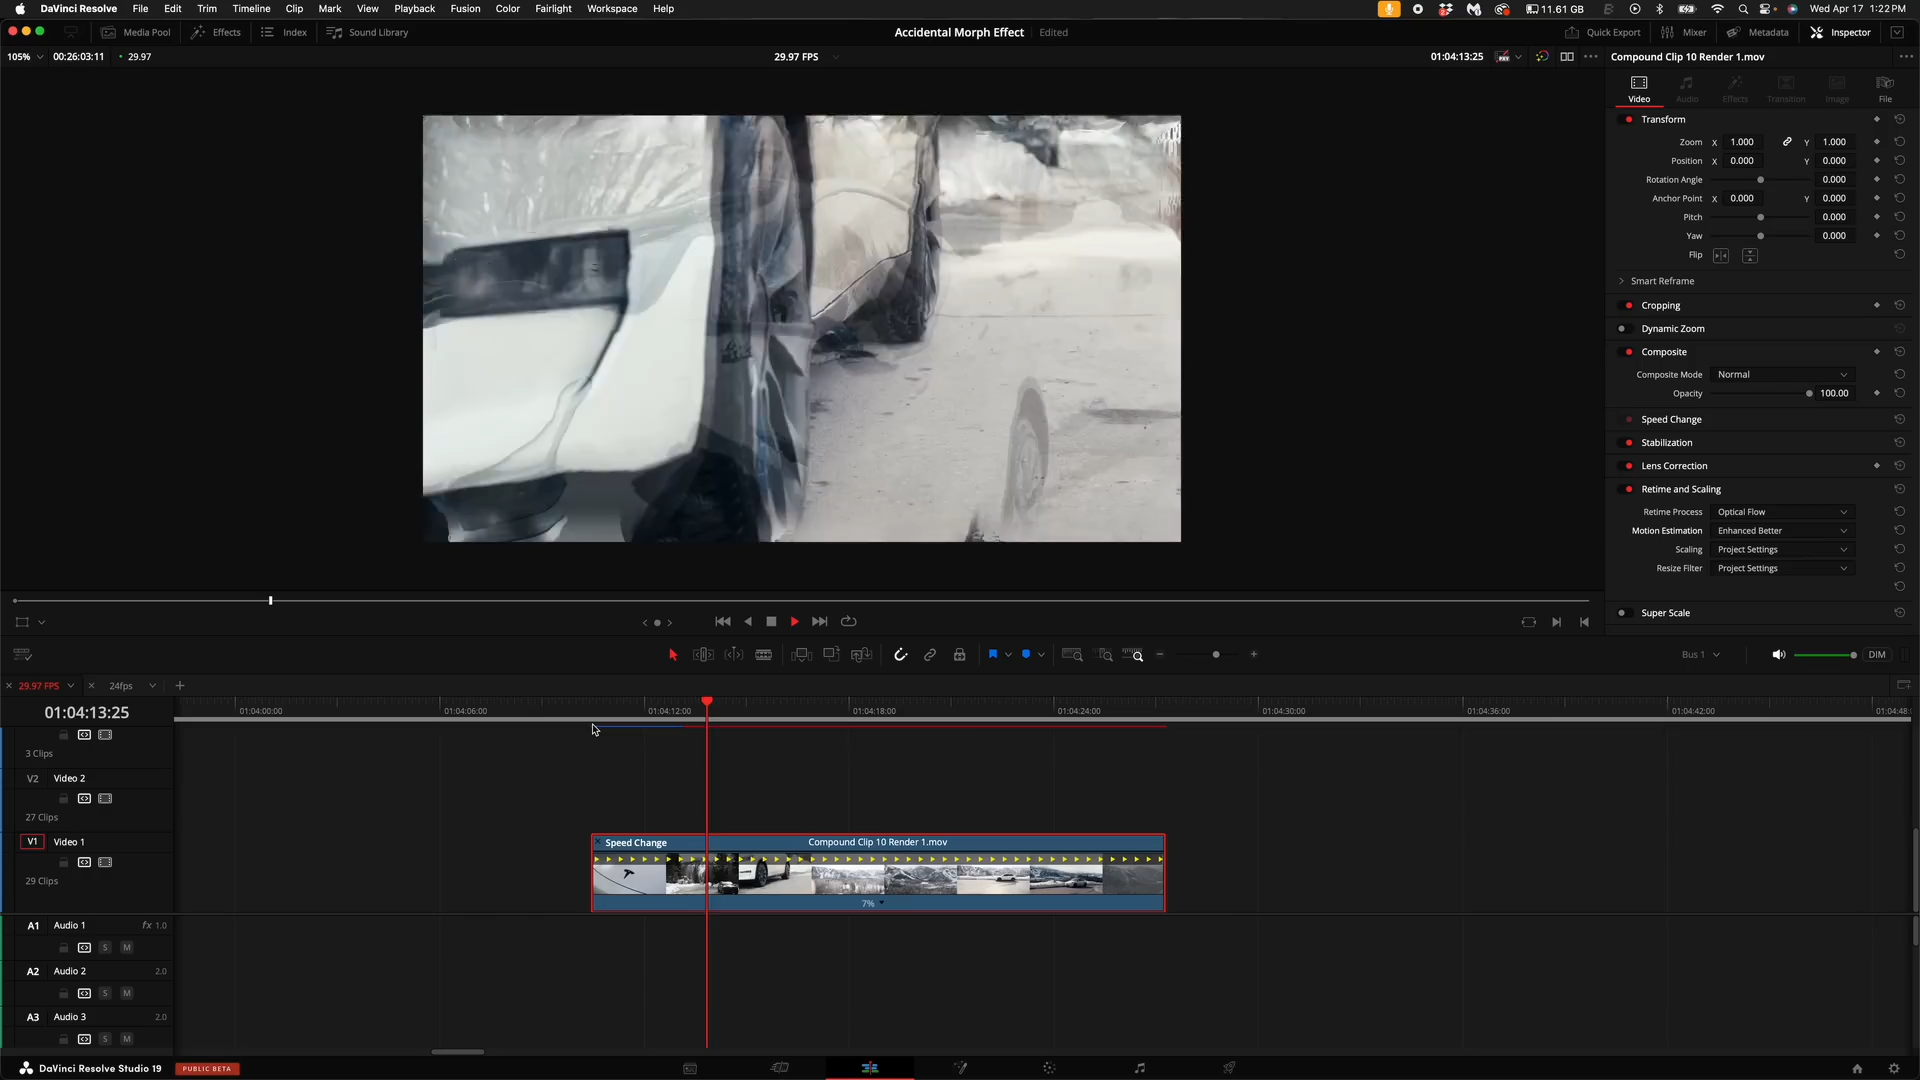 DaVinci Resolve File Edit Trim Timeline Clip Mark View Playback Fusion Color Fairlight Workspace Help 11.61 GB Wed Apr 17 1:22 PM
Media Pool Effects Index Sound Library Accidental Morph Effect Edited Quick Export Mixer Metadata Inspector
105% 00:26:03:11 29.97 29.97 FPS 01:04:13:25 Compound Clip 10 Render 1.mov
Video Audio Effects Transition Image File
Transform
Zoom X 1.000 Y 1.000
Position X 0.000 Y 0.000
Rotation Angle 0.000
Anchor Point X 0.000 Y 0.000
Pitch 0.000
Yaw 0.000
Flip
Smart Reframe
Cropping
Dynamic Zoom
Composite
Composite Mode Normal
Opacity 100.00
Speed Change
Stabilization
Lens Correction
Retime and Scaling
Retime Process Optical Flow
Motion Estimation Enhanced Better
Scaling Project Settings
Resize Filter Project Settings
Super Scale
Bus 1 DIM
29.97 FPS 24fps
01:04:13:25 01:04:00:00 01:04:06:00 01:04:12:00 01:04:18:00 01:04:24:00 01:04:30:00 01:04:36:00 01:04:42:00 01:04:48:0
3 Clips
V2 Video 2
27 Clips
V1 Video 1 Speed Change Compound Clip 10 Render 1.mov
29 Clips
7%
A1 Audio 1 fx 1.0
S M
A2 Audio 2 2.0
S M
A3 Audio 3 2.0
S M
DaVinci Resolve Studio 19 PUBLIC BETA